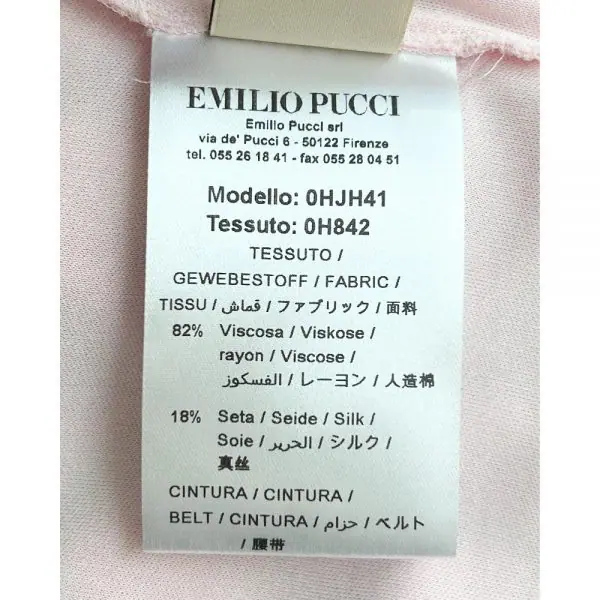 EMILIO PUCCI
Emilio Pucci srl
via de' Pucci 6 - 50122 Firenze
tel. 055 26 18 41 - fax 055 28 04 51
Modello: 0HJH41
Tessuto: 0H842
TESSUTO /
GEWEBESTOFF / FABRIC /
TISSU / قماش / ファブリック / 面料
82% Viscosa / Viskose /
rayon / Viscose /
الفسكوز / レーヨン / 人造棉 /
18% Seta / Seide / Silk /
Soie / الحرير / シルク /
真丝
CINTURA / CINTURA /
BELT / CINTURA / حزام / ベルト
/ 腰带